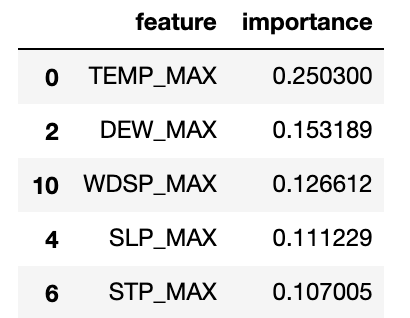 feature importance
0 TEMP_MAX 0.250300
2 DEW_MAX 0.153189
10 WDSP_MAX 0.126612
4 SLP_MAX 0.111229
6 STP_MAX 0.107005